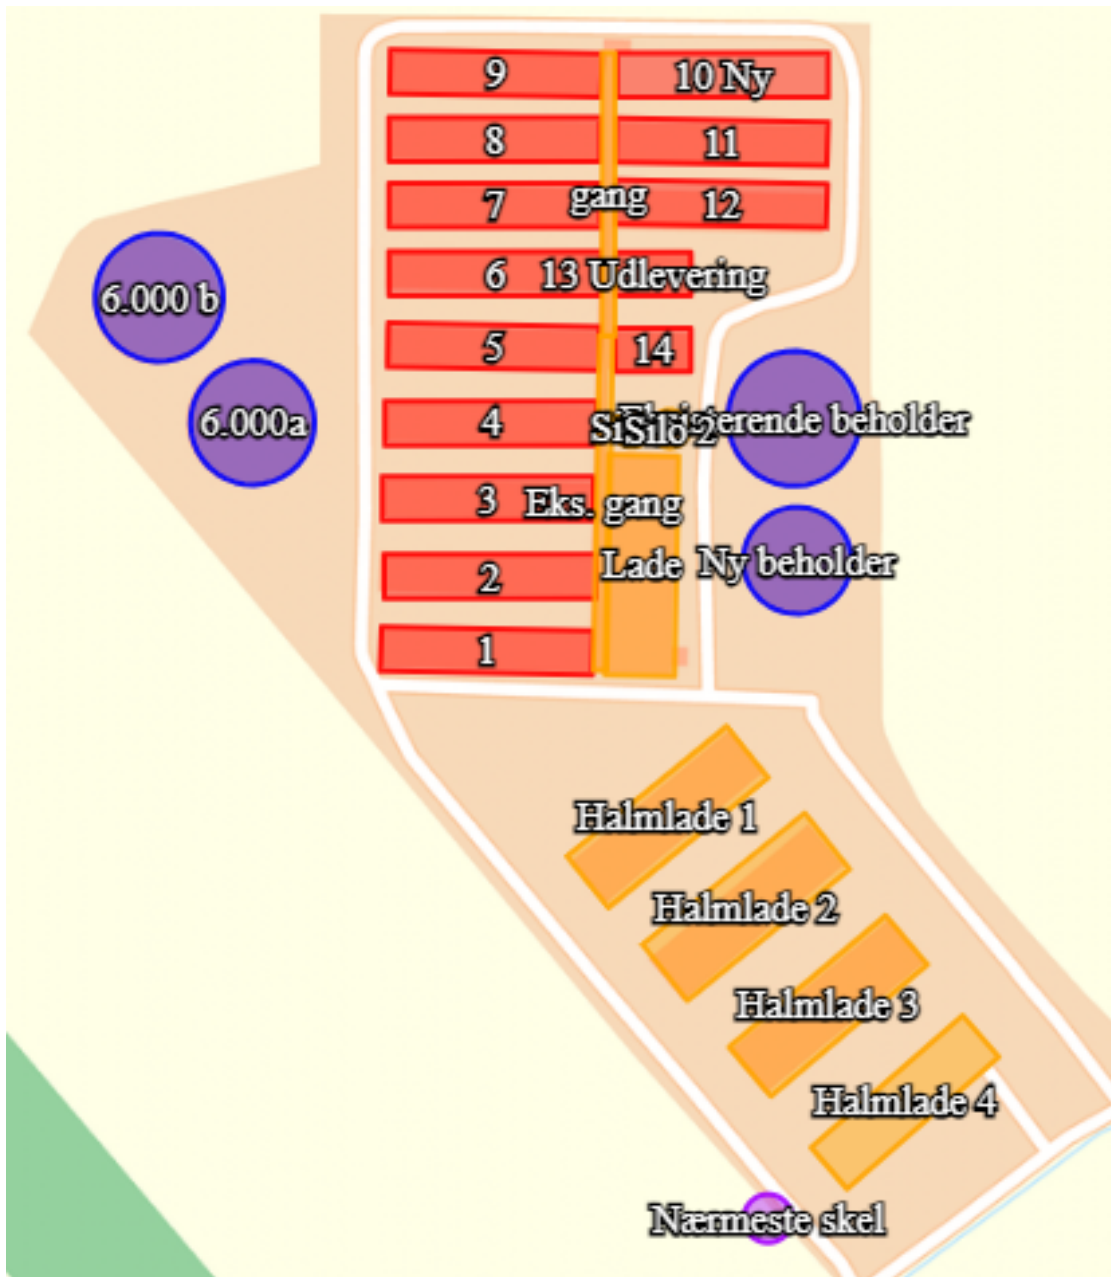 9
10 Ny
8
11
7
gang
12
6
13 Udlevering
6.000 b
5
14
6.000a
4
Silo 2
beholder
3
Eks. gang
Lade
Ny beholder
2
1
Halmlade 1
Halmlade 2
Halmlade 3
Halmlade 4
Nærmeste skel